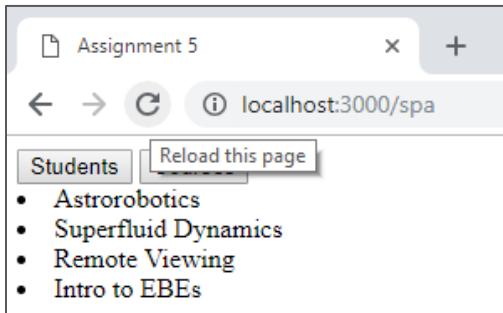 Assignment 5
localhost:3000/spa
Reload this page
Students
Astrorobotics
Superfluid Dynamics
Remote Viewing
Intro to EBEs